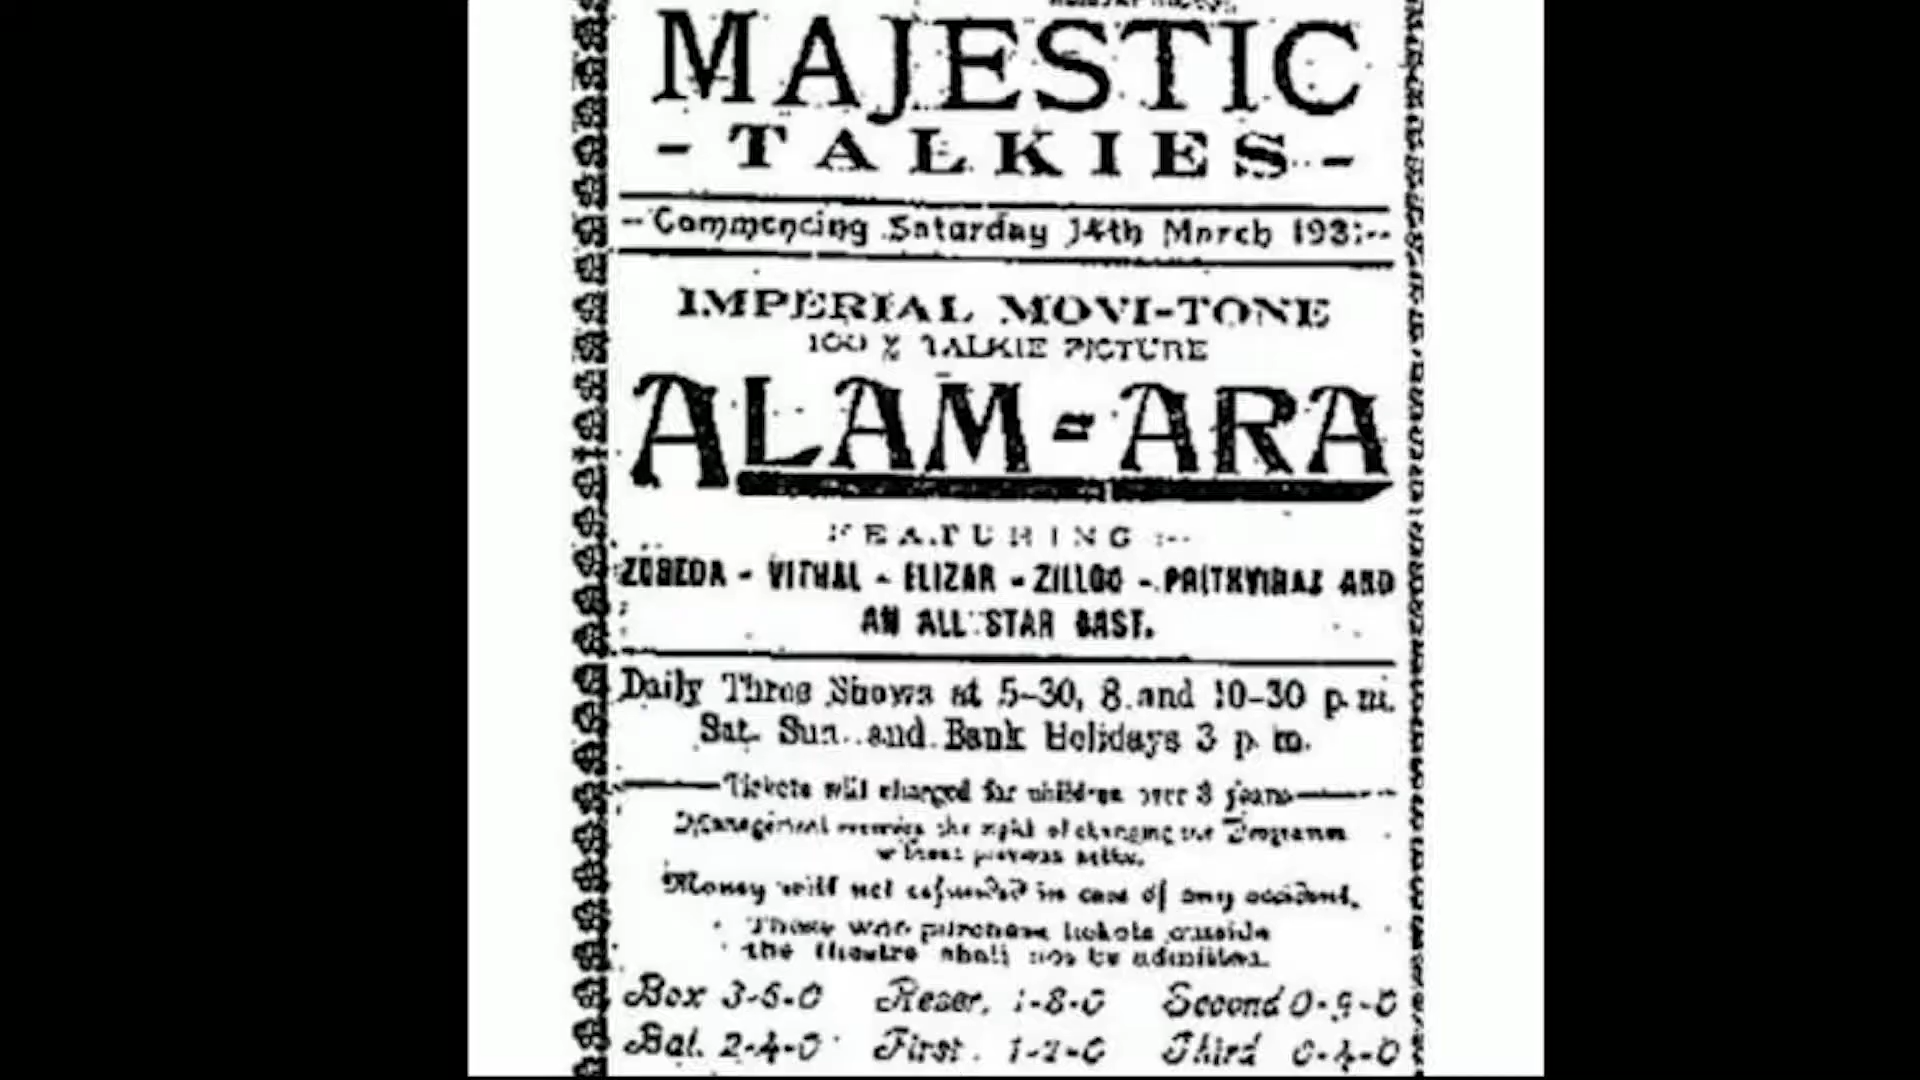 MAJESTIC
- TALKIES -
-Commencing Saturday 14th March 193
IMPERIAL MOVI-TONE
100 % TALKIE PICTURE
ALAM-ARA
FEATURING :-
ZUBEDA - VITHAL - ELIZAR - ZILLOO - PRITHVIRAJ AND
AN ALL STAR CAST.
Daily Three Shows at 5-30, 8 and 10-30 p. m.
Sat. Sun. and Bank Holidays 3 p. m.
Tickets will charged for children over 3 years
Management reserves the right of changing the Programme
without previous notice.
Money will not refunded in case of any accident.
Those who purchase tickets outside
the theatre shall not be admitted.
Box 3-6-0 Reser. 1-8-0 Second 0-9-0
Bal. 2-4-0 First. Third 0-4-0